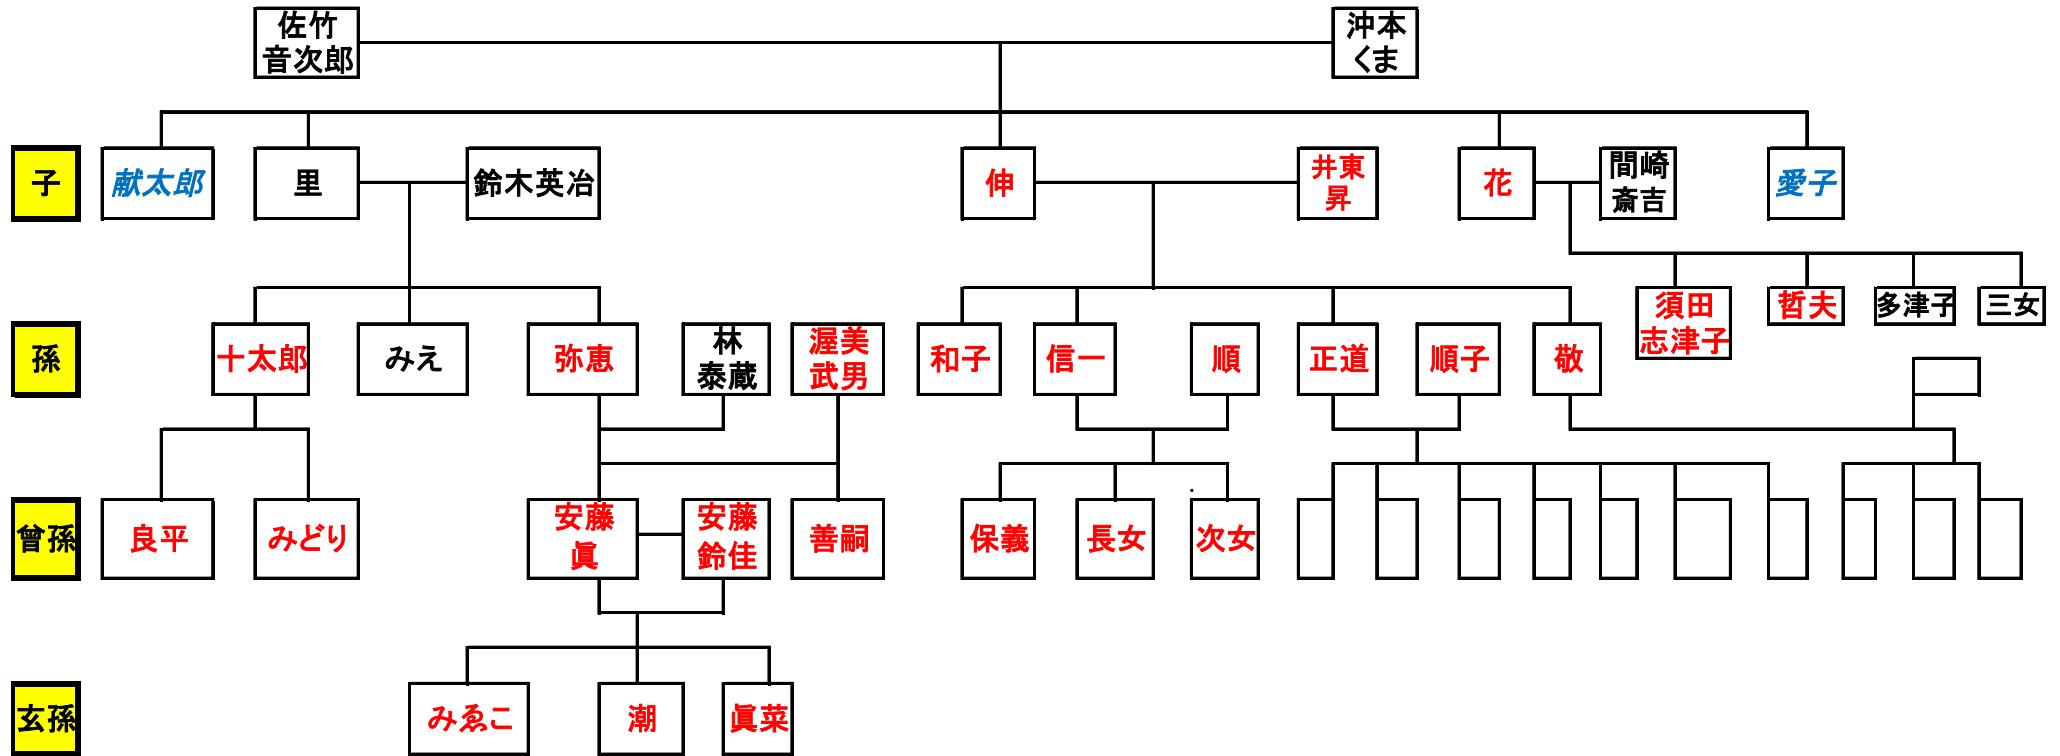 佐竹
音次郎
沖本
くま
子
献太郎
里
鈴木英冶
伸
井東
昇
花
間崎
斎吉
愛子
孫
十太郎
みえ
弥恵
林
泰蔵
渥美
武男
和子
信一
順
正道
順子
敬
須田
志津子
哲夫
多津子
三女
曾孫
良平
みどり
安藤
眞
安藤
鈴佳
善嗣
保義
長女
次女
玄孫
みゑこ
潮
眞菜